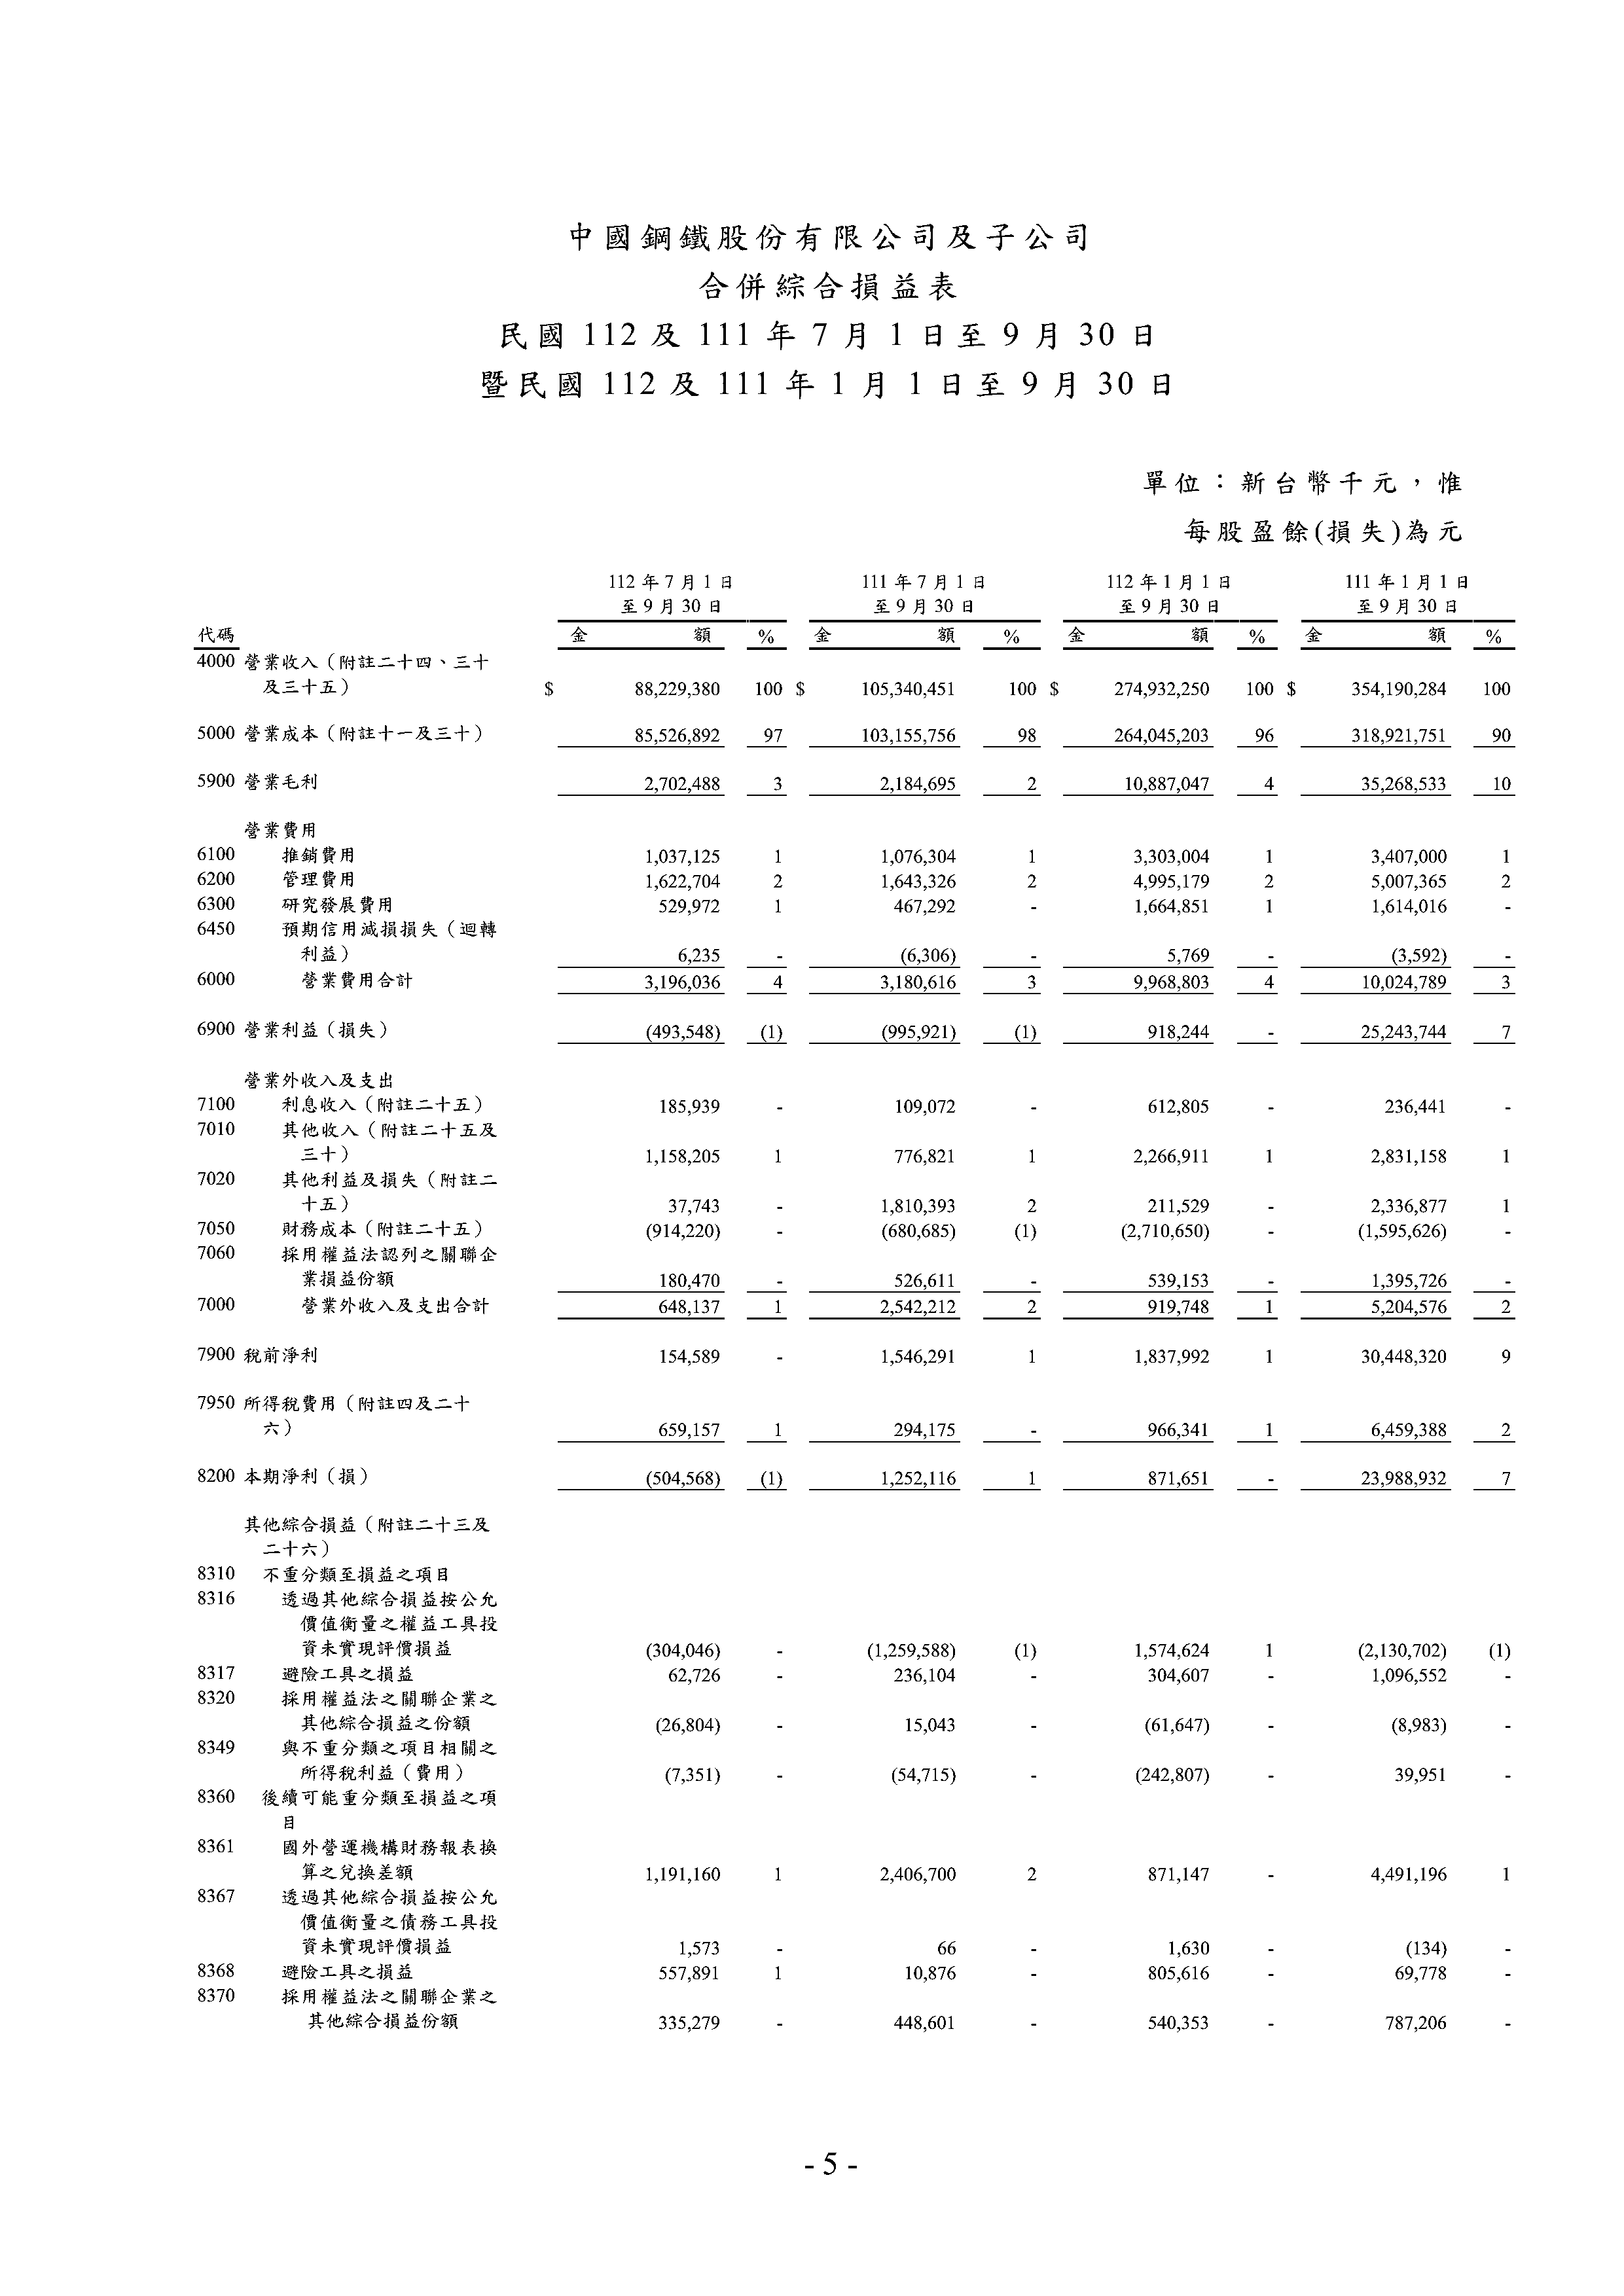 中國鋼鐵股份有限公司及子公司
合併綜合損益表
民國 112 及 111 年 7 月 1 日至 9 月 30 日
暨民國 112 及 111 年 1 月 1 日至 9 月 30 日
單位：新台幣千元，惟
每股盈餘(損失)為元
112 年 7 月 1 日 111 年 7 月 1 日 112 年 1 月 1 日 111 年 1 月 1 日
至 9 月 30 日 至 9 月 30 日 至 9 月 30 日 至 9 月 30 日
代碼 金額 % 金額 % 金額 % 金額 %
4000 營業收入（附註二十四、三十
及三十五） $ 88,229,380 100 $ 105,340,451 100 $ 274,932,250 100 $ 354,190,284 100
5000 營業成本（附註十一及三十） 85,526,892 97 103,155,756 98 264,045,203 96 318,921,751 90
5900 營業毛利 2,702,488 3 2,184,695 2 10,887,047 4 35,268,533 10
營業費用
6100 推銷費用 1,037,125 1 1,076,304 1 3,303,004 1 3,407,000 1
6200 管理費用 1,622,704 2 1,643,326 2 4,995,179 2 5,007,365 2
6300 研究發展費用 529,972 1 467,292 - 1,664,851 1 1,614,016 -
6450 預期信用減損損失（迴轉
利益） 6,235 - (6,306) - 5,769 - (3,592) -
6000 營業費用合計 3,196,036 4 3,180,616 3 9,968,803 4 10,024,789 3
6900 營業利益（損失） (493,548) (1) (995,921) (1) 918,244 - 25,243,744 7
營業外收入及支出
7100 利息收入（附註二十五） 185,939 - 109,072 - 612,805 - 236,441 -
7010 其他收入（附註二十五及
三十） 1,158,205 1 776,821 1 2,266,911 1 2,831,158 1
7020 其他利益及損失（附註二
十五） 37,743 - 1,810,393 2 211,529 - 2,336,877 1
7050 財務成本（附註二十五） (914,220) - (680,685) (1) (2,710,650) - (1,595,626) -
7060 採用權益法認列之關聯企
業損益份額 180,470 - 526,611 - 539,153 - 1,395,726 -
7000 營業外收入及支出合計 648,137 1 2,542,212 2 919,748 1 5,204,576 2
7900 稅前淨利 154,589 - 1,546,291 1 1,837,992 1 30,448,320 9
7950 所得稅費用（附註四及二十
六） 659,157 1 294,175 - 966,341 1 6,459,388 2
8200 本期淨利（損） (504,568) (1) 1,252,116 1 871,651 - 23,988,932 7
其他綜合損益（附註二十三及
二十六）
8310 不重分類至損益之項目
8316 透過其他綜合損益按公允
價值衡量之權益工具投
資未實現評價損益 (304,046) - (1,259,588) (1) 1,574,624 1 (2,130,702) (1)
8317 避險工具之損益 62,726 - 236,104 - 304,607 - 1,096,552 -
8320 採用權益法之關聯企業之
其他綜合損益之份額 (26,804) - 15,043 - (61,647) - (8,983) -
8349 與不重分類之項目相關之
所得稅利益（費用） (7,351) - (54,715) - (242,807) - 39,951 -
8360 後續可能重分類至損益之項
目
8361 國外營運機構財務報表換
算之兌換差額 1,191,160 1 2,406,700 2 871,147 - 4,491,196 1
8367 透過其他綜合損益按公允
價值衡量之債務工具投
資未實現評價損益 1,573 - 66 - 1,630 - (134) -
8368 避險工具之損益 557,891 1 10,876 - 805,616 - 69,778 -
8370 採用權益法之關聯企業之
其他綜合損益份額 335,279 - 448,601 - 540,353 - 787,206 -
- 5 -